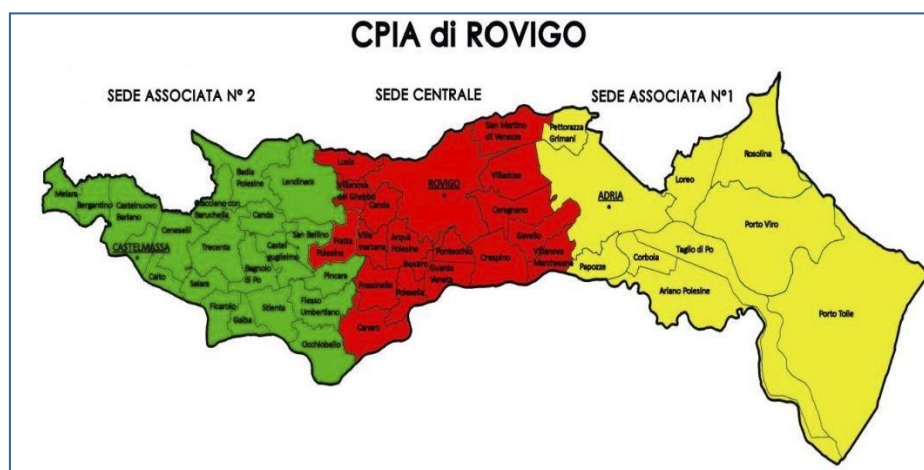 CPIA di ROVIGO
SEDE ASSOCIATA N° 2
SEDE CENTRALE
SEDE ASSOCIATA N°1
Melara
Bergantino
Castelnuovo
Bariano
CASTELMASSA
Ceneselli
Calto
Salara
Ficarolo
Gaiba
Stienta
Trecenta
Bagnolo
di Po
Badia
Polesine
Giacciano con
Baruchella
Canda
Lendinara
San Bellino
Castel
guglielmo
Pincara
Fiesso
Umbertiano
Occhiobello
Lusia
Villanova
del Ghebbo
Canda
Fratta
Polesine
Villa
marzana
Arquà
Polesine
Frassinelle
Canaro
Polesella
Bosaro
Guarda
Veneta
Pontecchio
Crespino
ROVIGO
San Martino
di Venezze
Villadose
Ceregnano
Gavello
Villanova
Marchesana
Pettorazza
Grimani
ADRIA
Papozze
Corbola
Ariano Polesine
Taglio di Po
Loreo
Rosolina
Porto Viro
Porto Tolle